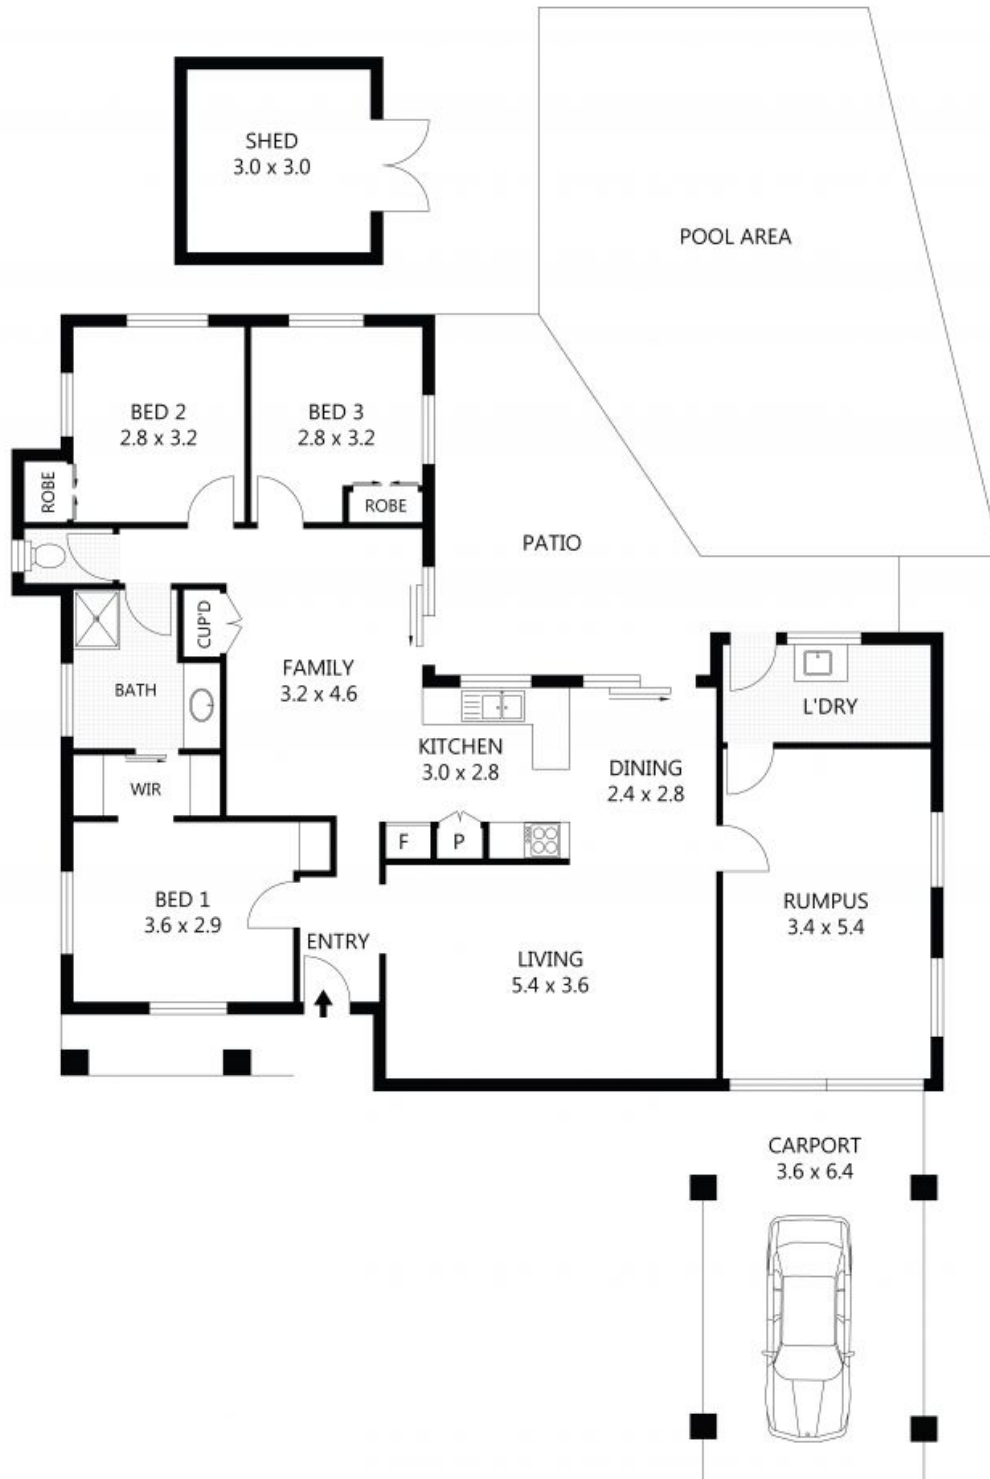 SHED
3.0 x 3.0
POOL AREA
BED 2
2.8 x 3.2
BED 3
2.8 x 3.2
ROBE
ROBE
PATIO
CUP'D
FAMILY
3.2 x 4.6
BATH
L'DRY
KITCHEN
3.0 x 2.8
DINING
2.4 x 2.8
WIR
F
P
BED 1
3.6 x 2.9
RUMPUS
3.4 x 5.4
ENTRY
LIVING
5.4 x 3.6
CARPORT
3.6 x 6.4